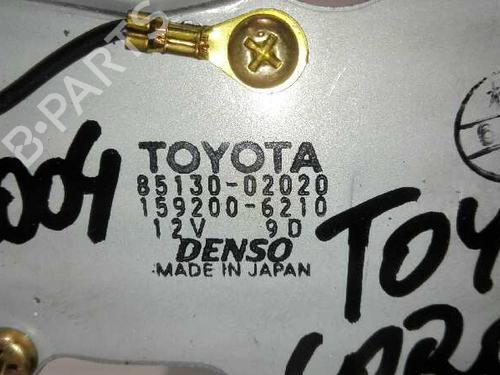 B-PARTS
TOYOTA
85130-02020
159200-6210
12V 9D
DENSO
MADE IN JAPAN
004
TOY